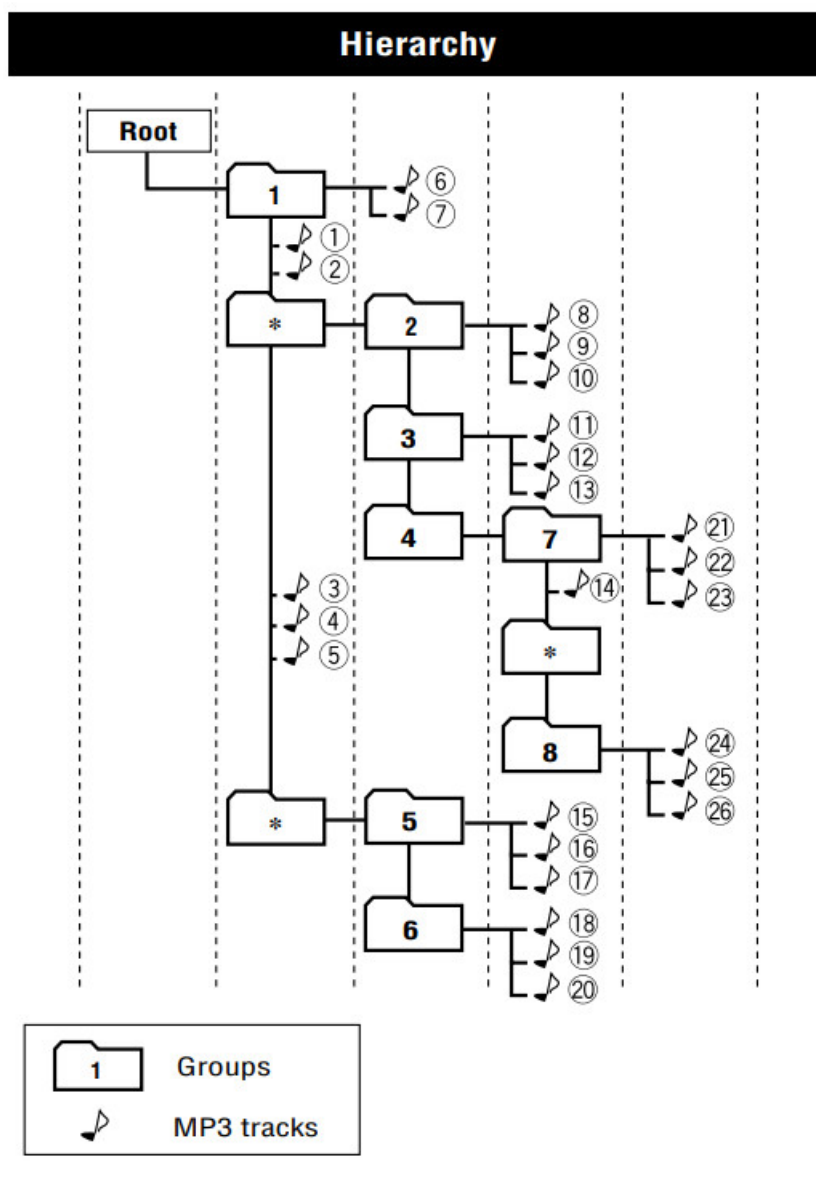 Hierarchy
Root
1 ⑥
⑦
①
②
* 2 ⑧
⑨
⑩
3 ⑪
⑫
⑬
4 7 ㉑
㉒
③ ⑭ ㉓
④
⑤ *
8 ㉔
㉕
* 5 ⑮ ㉖
⑯
⑰
6 ⑱
⑲
⑳
1 Groups
MP3 tracks